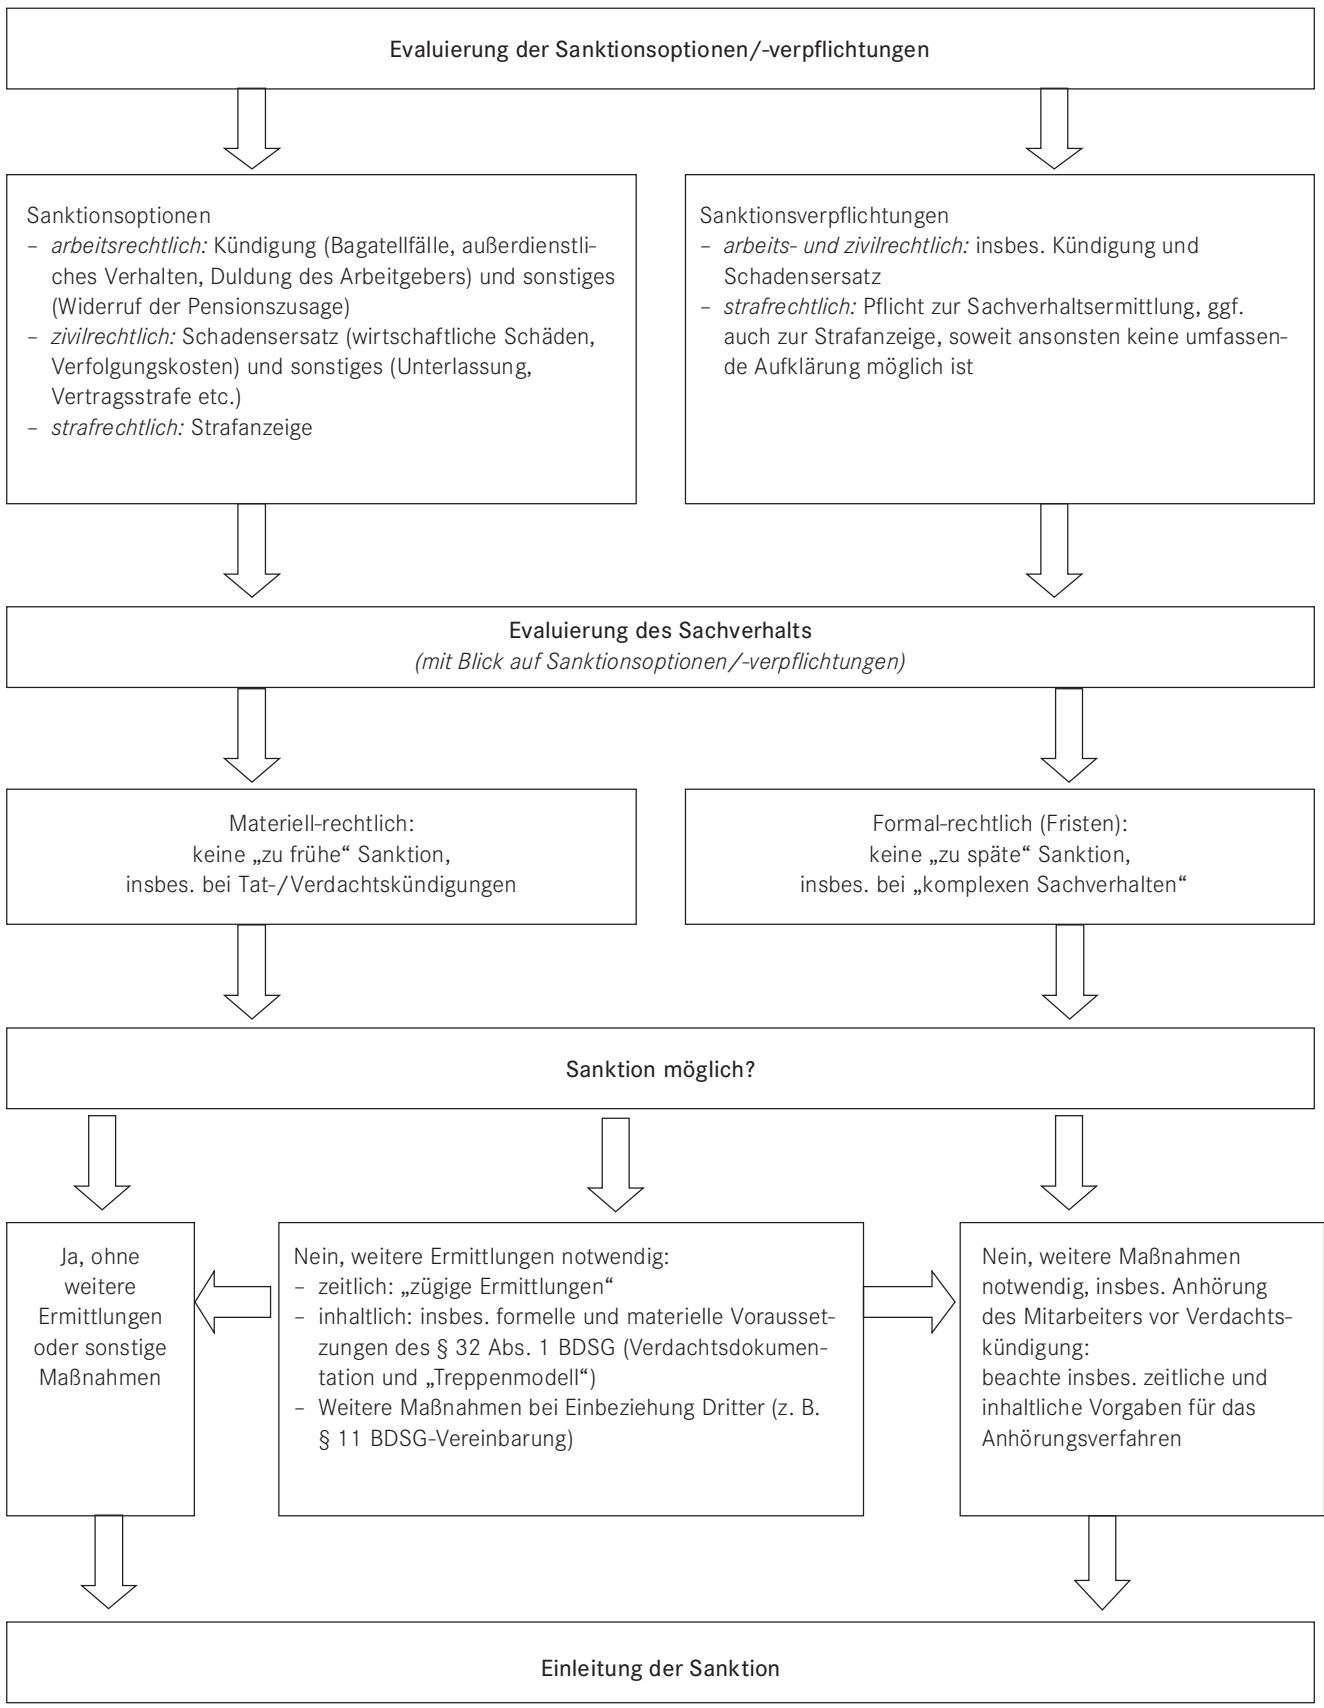 Evaluierung der Sanktionsoptionen/-verpflichtungen
Sanktionsoptionen
– arbeitsrechtlich: Kündigung (Bagatellfälle, außerdienstli-
ches Verhalten, Duldung des Arbeitgebers) und sonstiges
(Widerruf der Pensionszusage)
– zivilrechtlich: Schadensersatz (wirtschaftliche Schäden,
Verfolgungskosten) und sonstiges (Unterlassung,
Vertragsstrafe etc.)
– strafrechtlich: Strafanzeige
Sanktionsverpflichtungen
– arbeits- und zivilrechtlich: insbes. Kündigung und
Schadensersatz
– strafrechtlich: Pflicht zur Sachverhaltsermittlung, ggf.
auch zur Strafanzeige, soweit ansonsten keine umfassen-
de Aufklärung möglich ist
Evaluierung des Sachverhalts
(mit Blick auf Sanktionsoptionen/-verpflichtungen)
Materiell-rechtlich:
keine „zu frühe“ Sanktion,
insbes. bei Tat-/Verdachtskündigungen
Formal-rechtlich (Fristen):
keine „zu späte“ Sanktion,
insbes. bei „komplexen Sachverhalten“
Sanktion möglich?
Ja, ohne
weitere
Ermittlungen
oder sonstige
Maßnahmen
Nein, weitere Ermittlungen notwendig:
– zeitlich: „zügige Ermittlungen“
– inhaltlich: insbes. formelle und materielle Vorausset-
zungen des § 32 Abs. 1 BDSG (Verdachtsdokumen-
tation und „Treppenmodell“)
– Weitere Maßnahmen bei Einbeziehung Dritter (z. B.
§ 11 BDSG-Vereinbarung)
Nein, weitere Maßnahmen
notwendig, insbes. Anhörung
des Mitarbeiters vor Verdachts-
kündigung:
beachte insbes. zeitliche und
inhaltliche Vorgaben für das
Anhörungsverfahren
Einleitung der Sanktion